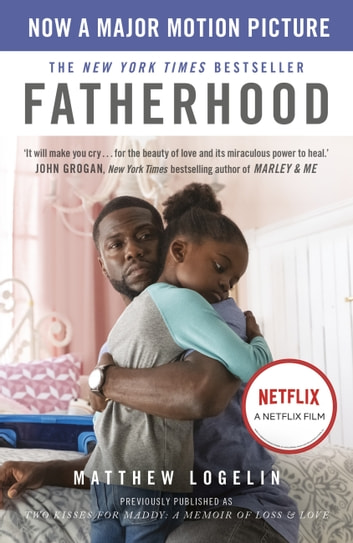 NOW A MAJOR MOTION PICTURE
THE NEW YORK TIMES BESTSELLER
FATHERHOOD
‘It will make you cry...for the beauty of love and its miraculous power to heal.’
JOHN GROGAN, New York Times bestselling author of MARLEY & ME
NETFLIX
A NETFLIX FILM
MATTHEW LOGELIN
PREVIOUSLY PUBLISHED AS
TWO KISSES FOR MADDY: A MEMOIR OF LOSS & LOVE